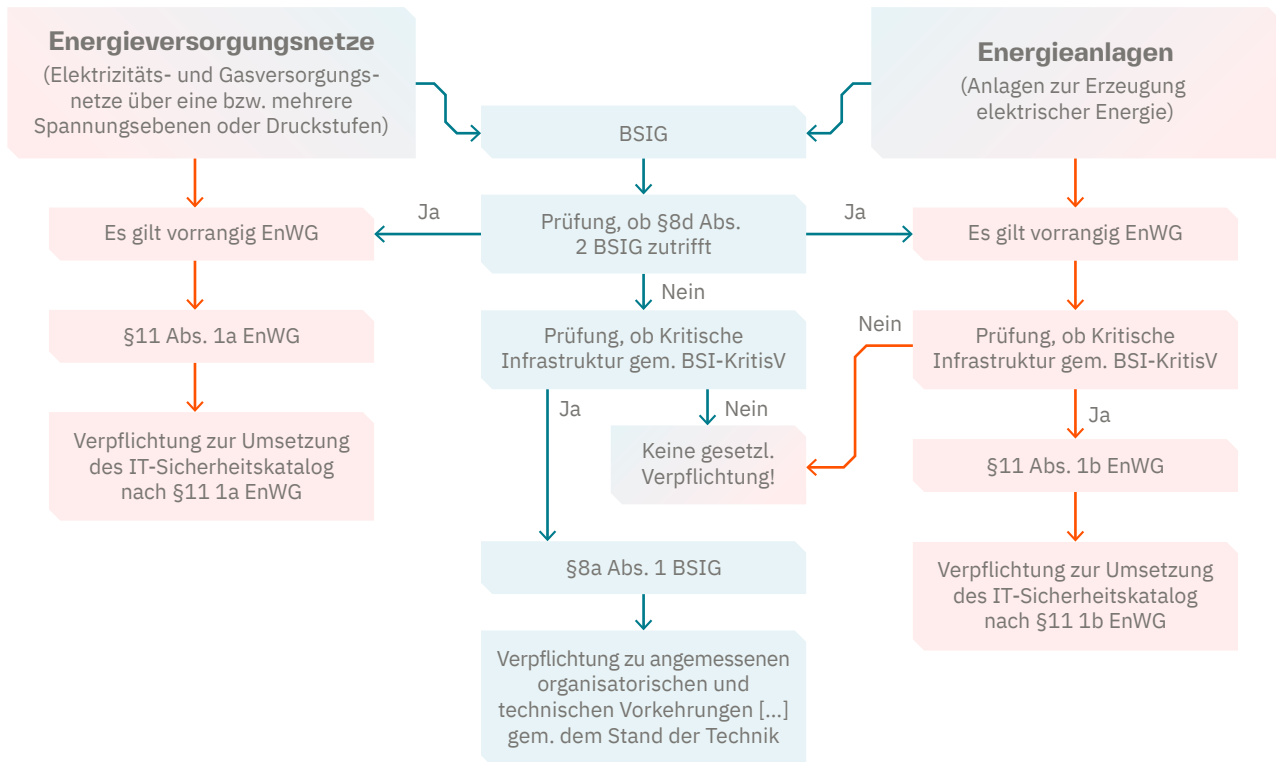 Energieversorgungsnetze
(Elektrizitäts- und Gasversorgungs-
netze über eine bzw. mehrere
Spannungsebenen oder Druckstufen)
Energieanlagen
(Anlagen zur Erzeugung
elektrischer Energie)
BSIG
Es gilt vorrangig EnWG
Ja
Prüfung, ob §8d Abs.
2 BSIG zutrifft
Ja
Es gilt vorrangig EnWG
Nein
§11 Abs. 1a EnWG
Prüfung, ob Kritische
Infrastruktur gem. BSI-KritisV
Nein
Prüfung, ob Kritische
Infrastruktur gem. BSI-KritisV
Ja
Nein
Ja
Verpflichtung zur Umsetzung
des IT-Sicherheitskatalog
nach §11 1a EnWG
Keine gesetzl.
Verpflichtung!
§11 Abs. 1b EnWG
§8a Abs. 1 BSIG
Verpflichtung zur Umsetzung
des IT-Sicherheitskatalog
nach §11 1b EnWG
Verpflichtung zu angemessenen
organisatorischen und
technischen Vorkehrungen [...]
gem. dem Stand der Technik